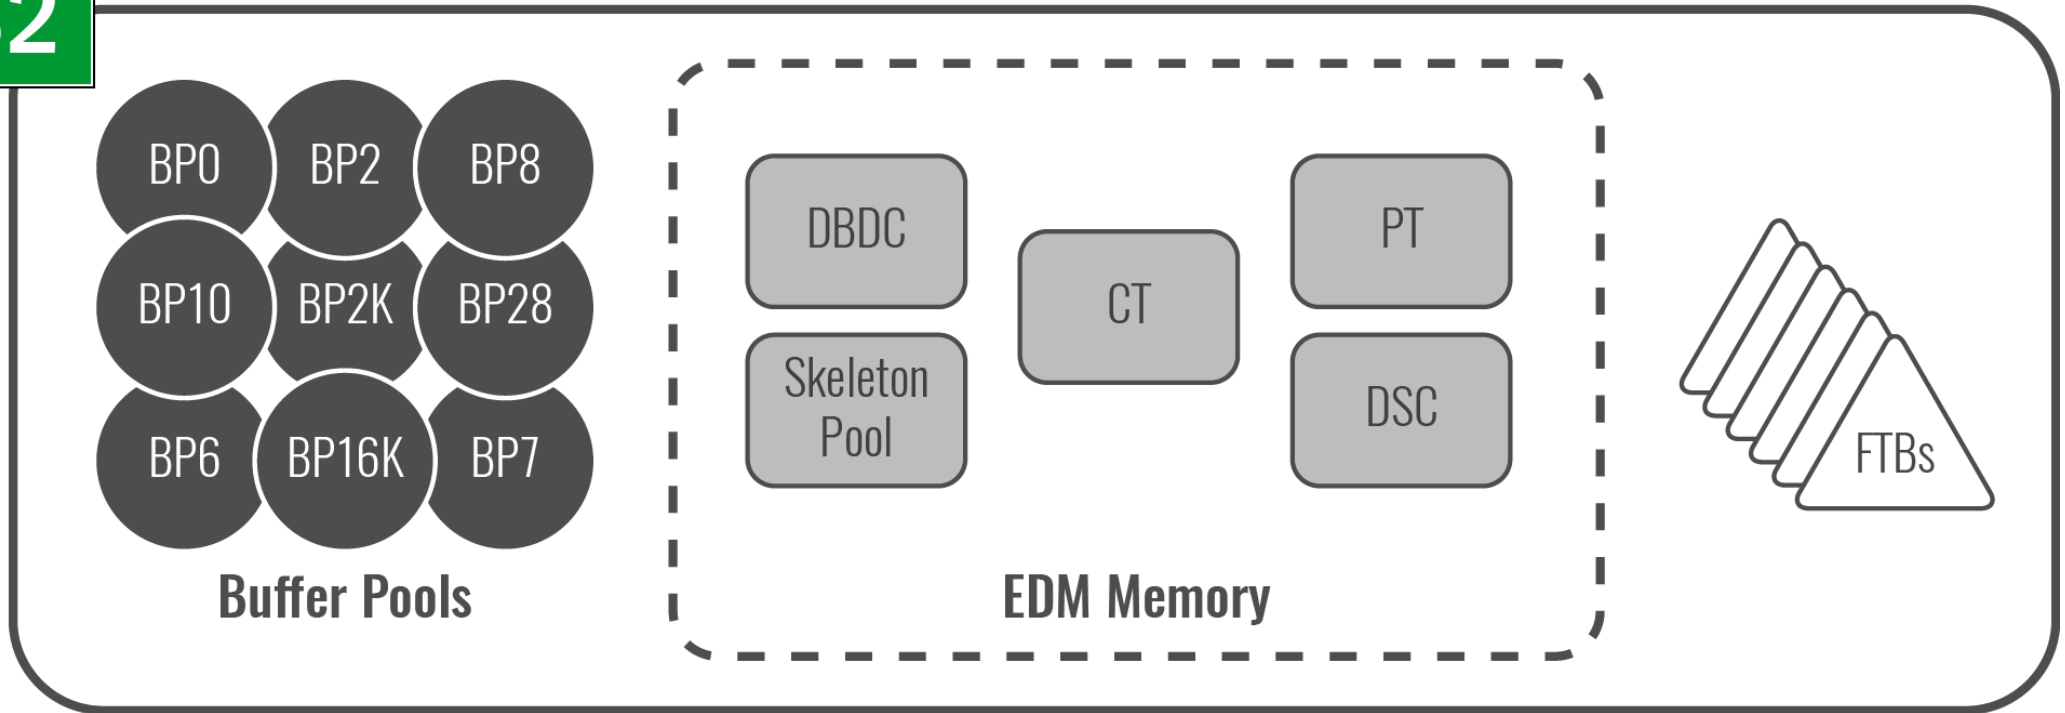 2
BP0 BP2 BP8
BP10 BP2K BP28
BP6 BP16K BP7
Buffer Pools
DBDC
Skeleton
Pool
CT
PT
DSC
EDM Memory
FTBs